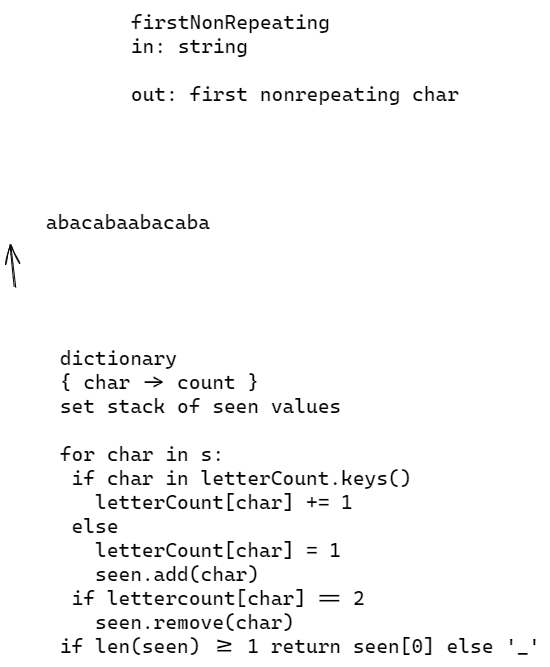 firstNonRepeating
in: string
out: first nonrepeating char
abacabaabacaba
dictionary
{ char → count }
set stack of seen values
for char in s:
if char in letterCount.keys()
letterCount[char] += 1
else
letterCount[char] = 1
seen.add(char)
if lettercount[char] == 2
seen.remove(char)
if len(seen) ≥ 1 return seen[0] else '_'